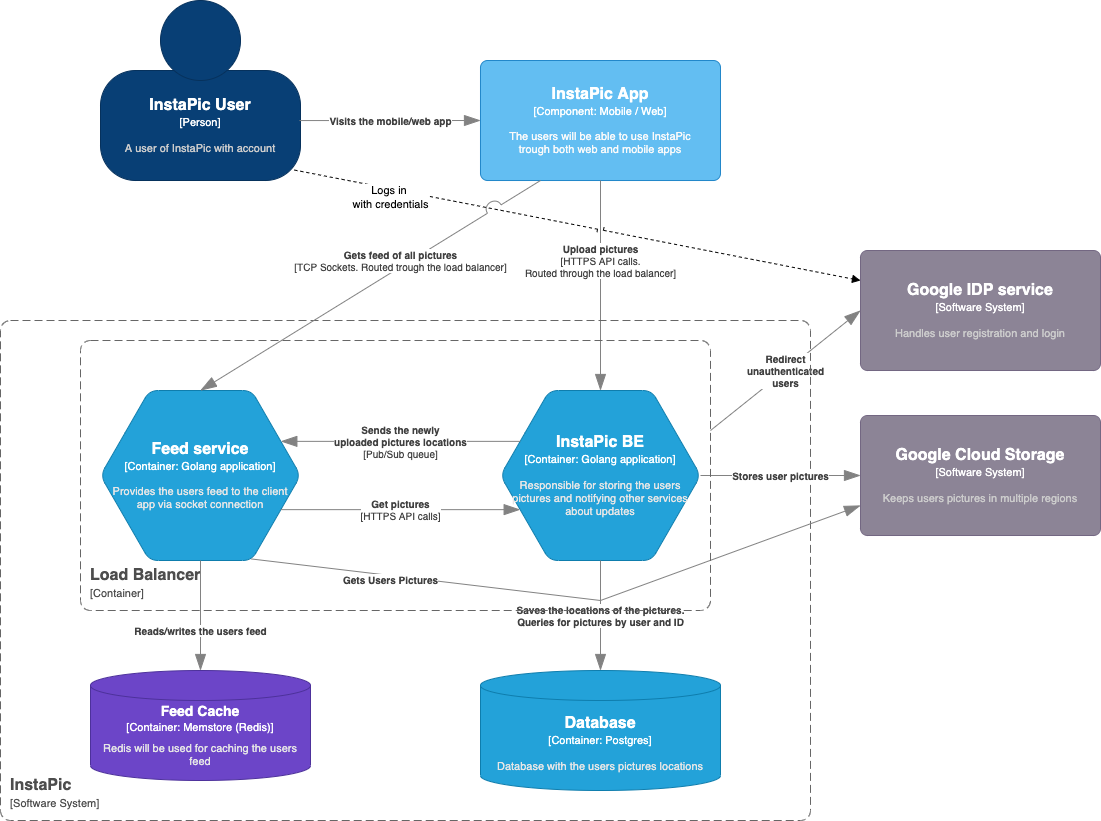 InstaPic User
[Person]
A user of InstaPic with account
Visits the mobile/web app
InstaPic App
[Component: Mobile / Web]
The users will be able to use InstaPic
trough both web and mobile apps
Logs in
with credentials
Gets feed of all pictures
[TCP Sockets. Routed trough the load balancer]
Upload pictures
[HTTPS API calls.
Routed through the load balancer]
Google IDP service
[Software System]
Handles user registration and login
Redirect
unauthenticated
users
Feed service
[Container: Golang application]
Provides the users feed to the client
app via socket connection
Sends the newly
uploaded pictures locations
[Pub/Sub queue]
Get pictures
[HTTPS API calls]
InstaPic BE
[Container: Golang application]
Responsible for storing the users
pictures and notifying other services
about updates
Stores user pictures
Google Cloud Storage
[Software System]
Keeps users pictures in multiple regions
Load Balancer
[Container]
Gets Users Pictures
Saves the locations of the pictures.
Queries for pictures by user and ID
Reads/writes the users feed
Feed Cache
[Container: Memstore (Redis)]
Redis will be used for caching the users
feed
Database
[Container: Postgres]
Database with the users pictures locations
InstaPic
[Software System]